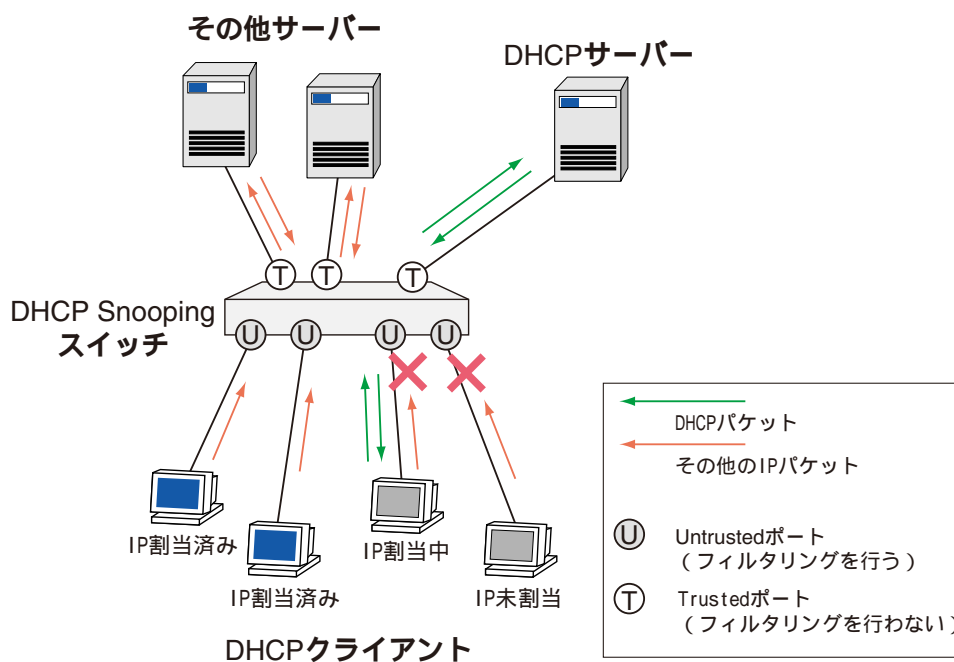 その他サーバー
DHCPサーバー
T
T
T
DHCP Snooping
スイッチ
U
U
U
U
IP割当済み
IP割当済み
IP割当中
IP未割当
DHCPクライアント
DHCPパケット
その他のIPパケット
U
Untrustedポート
（フィルタリングを行う）
T
Trustedポート
（フィルタリングを行わない）